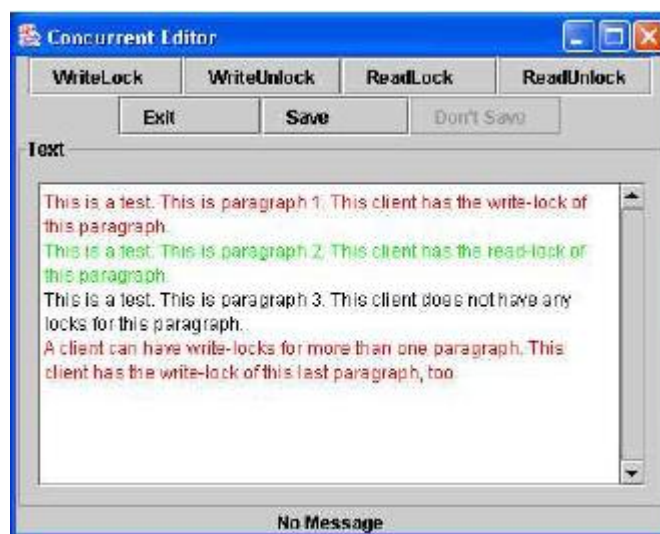 Concurrent Editor
WriteLock WriteUnlock ReadLock ReadUnlock
Exit Save Don't Save
Text
This is a test. This is paragraph 1. This client has the write-lock of
this paragraph.
This is a test. This is paragraph 2. This client has the read-lock of
this paragraph.
This is a test. This is paragraph 3. This client does not have any
locks for this paragraph.
A client can have write-locks for more than one paragraph. This
client has the write-lock of this last paragraph, too.
No Message